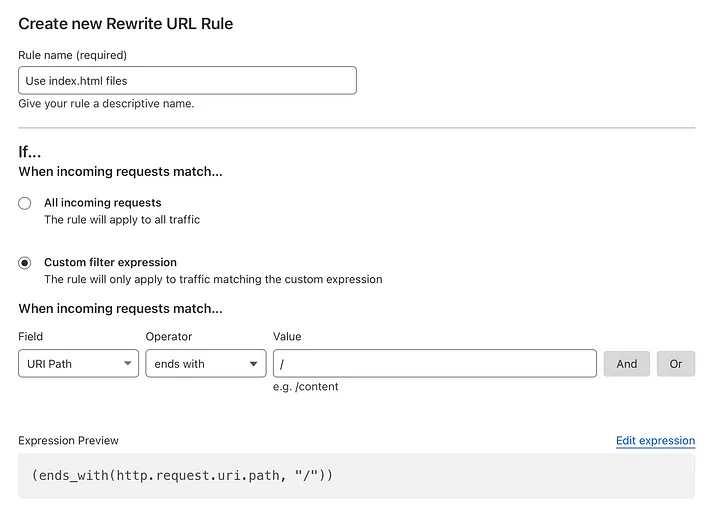 Create new Rewrite URL Rule
Rule name (required)
Use index.html files
Give your rule a descriptive name.
If...
When incoming requests match...
All incoming requests
The rule will apply to all traffic
Custom filter expression
The rule will only apply to traffic matching the custom expression
When incoming requests match...
Field Operator Value
URI Path ends with / And Or
e.g. /content
Expression Preview Edit expression
(ends_with(http.request.uri.path, "/"))